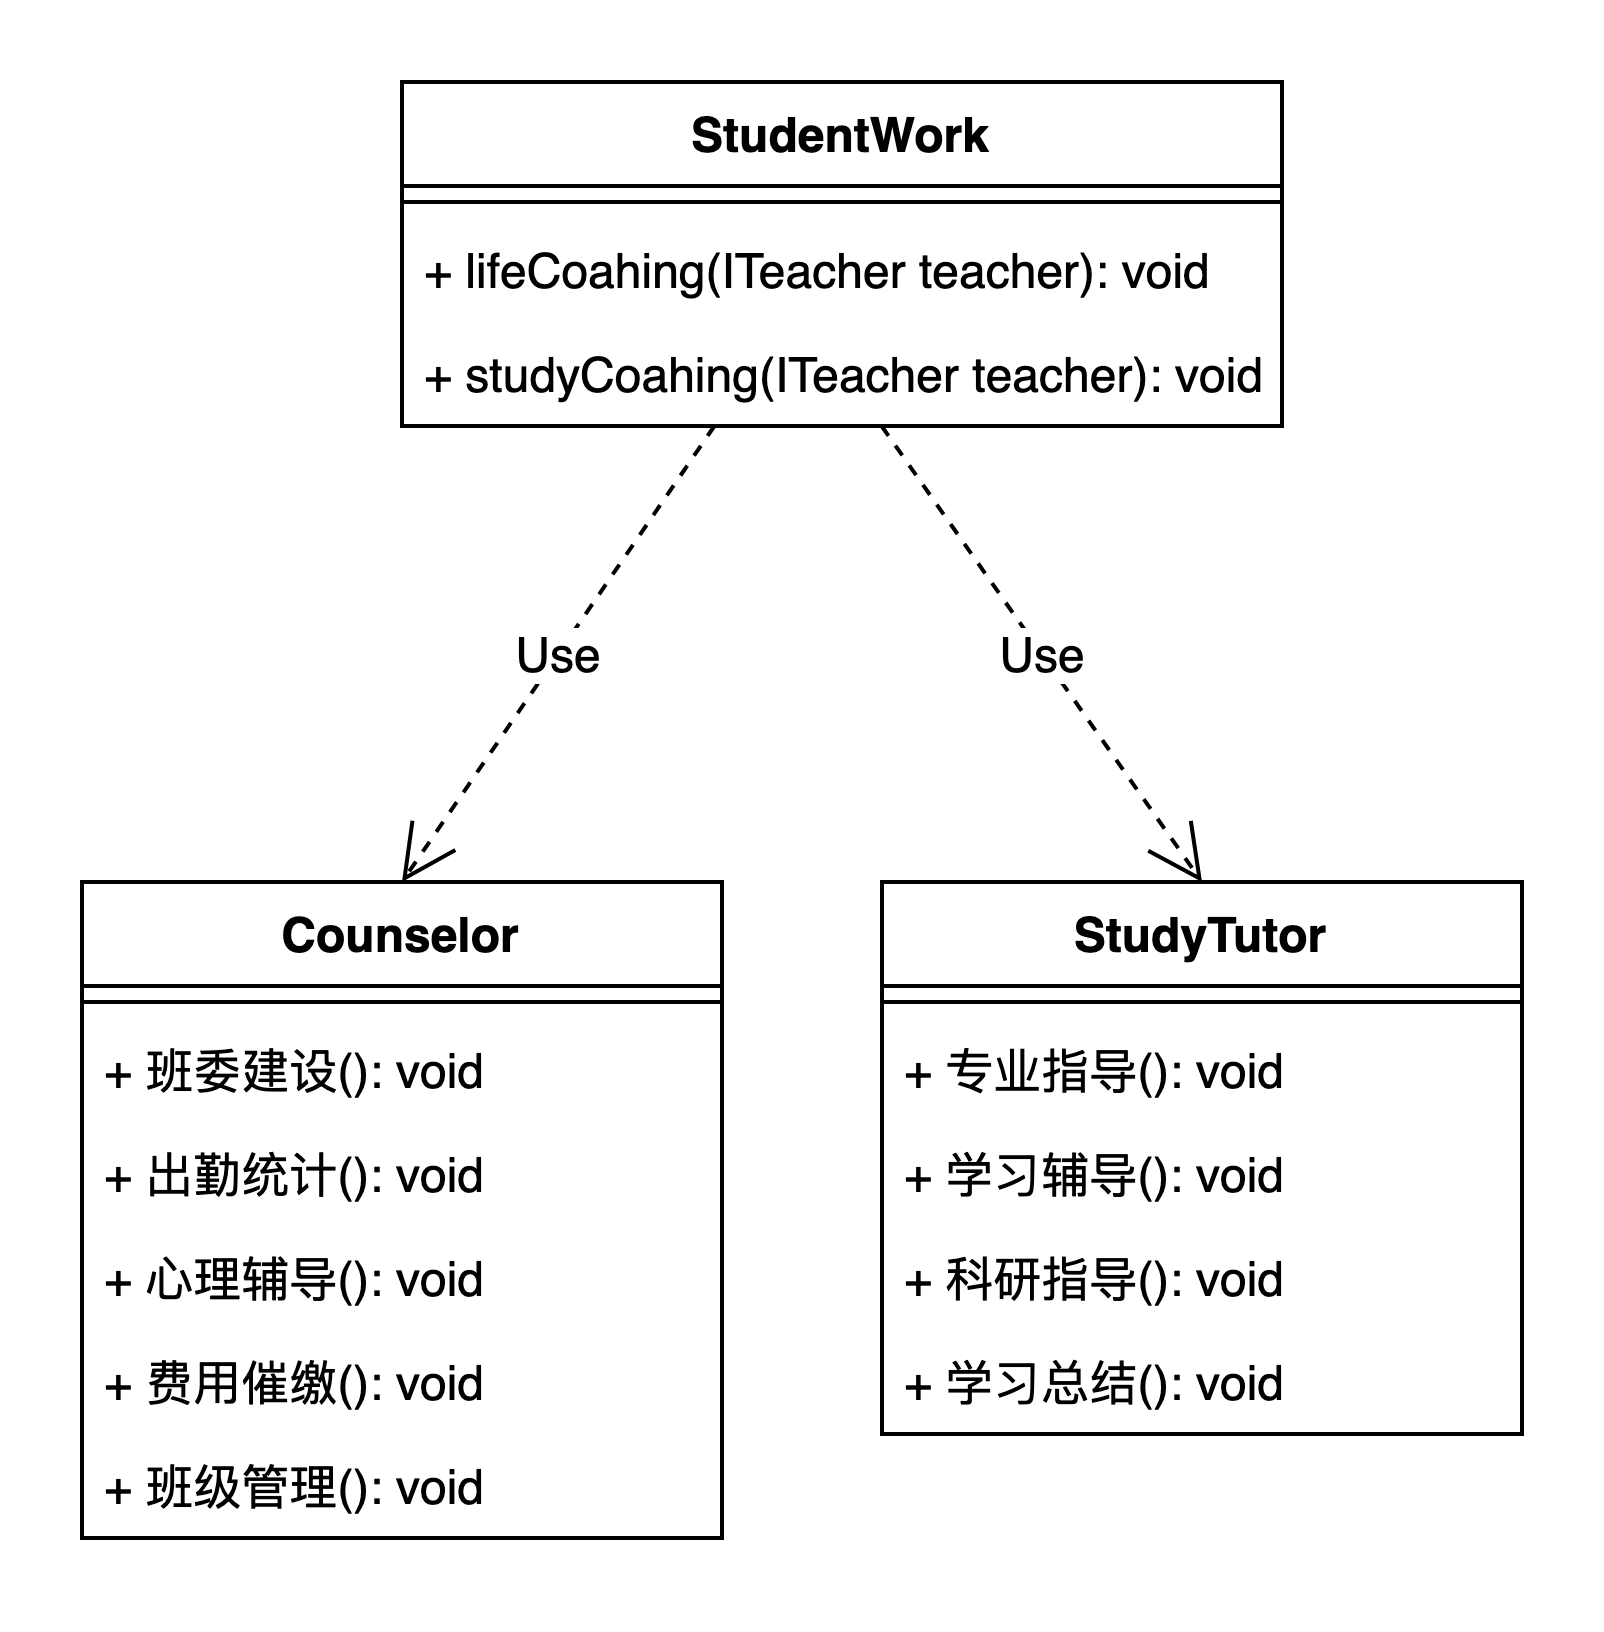 StudentWork
+ lifeCoahing(ITeacher teacher): void
+ studyCoahing(ITeacher teacher): void
Use
Use
Counselor
+ 班委建设(): void
+ 出勤统计(): void
+ 心理辅导(): void
+ 费用催缴(): void
+ 班级管理(): void
StudyTutor
+ 专业指导(): void
+ 学习辅导(): void
+ 科研指导(): void
+ 学习总结(): void